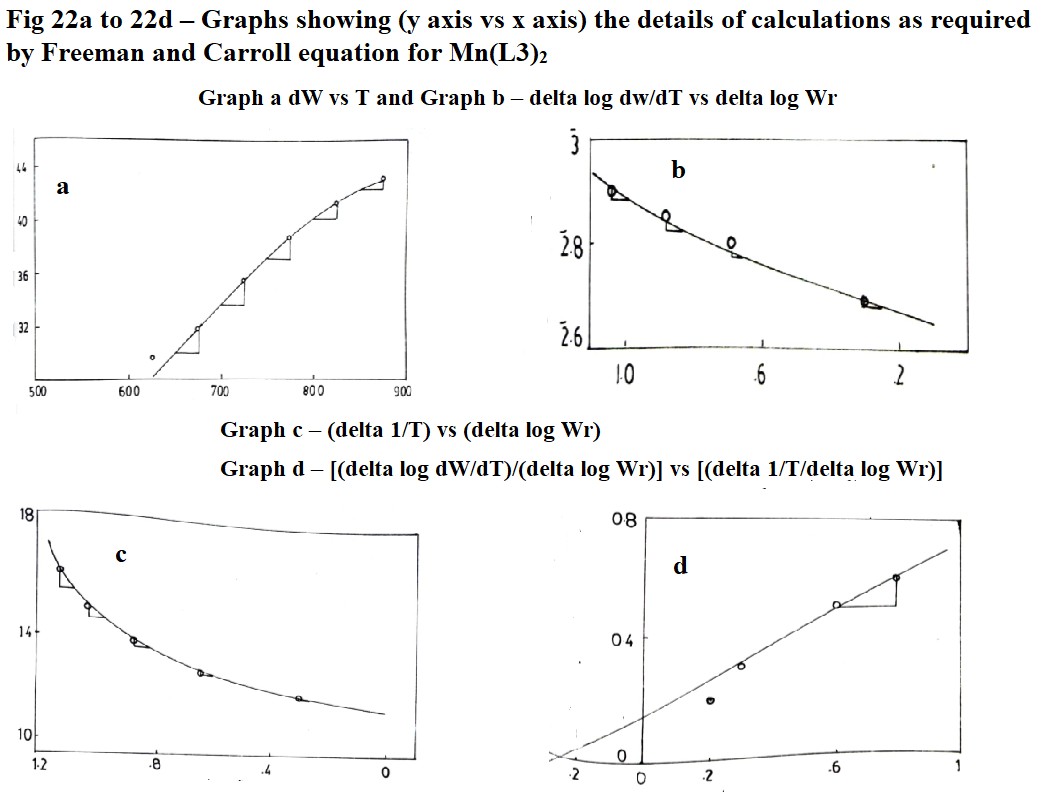 Fig 22a to 22d – Graphs showing (y axis vs x axis) the details of calculations as required
by Freeman and Carroll equation for Mn(L3)₂
Graph a dW vs T and Graph b – delta log dw/dT vs delta log Wr
a
44
40
36
32
500 600 700 800 900
b
3̄
2̄.8
2̄.6
1.0 .6 .2
Graph c – (delta 1/T) vs (delta log Wr)
Graph d – [(delta log dW/dT)/(delta log Wr)] vs [(delta 1/T/delta log Wr)]
c
18
14
10
1.2 .8 .4 0
d
0.8
0.4
0
.2 0 .2 .6 1